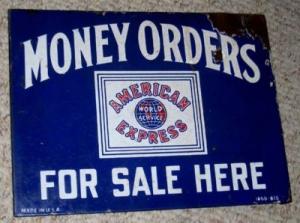 MONEY ORDERS
AMERICAN
WORLD
SERVICE
EXPRESS
FOR SALE HERE
MADE IN U.S.A.